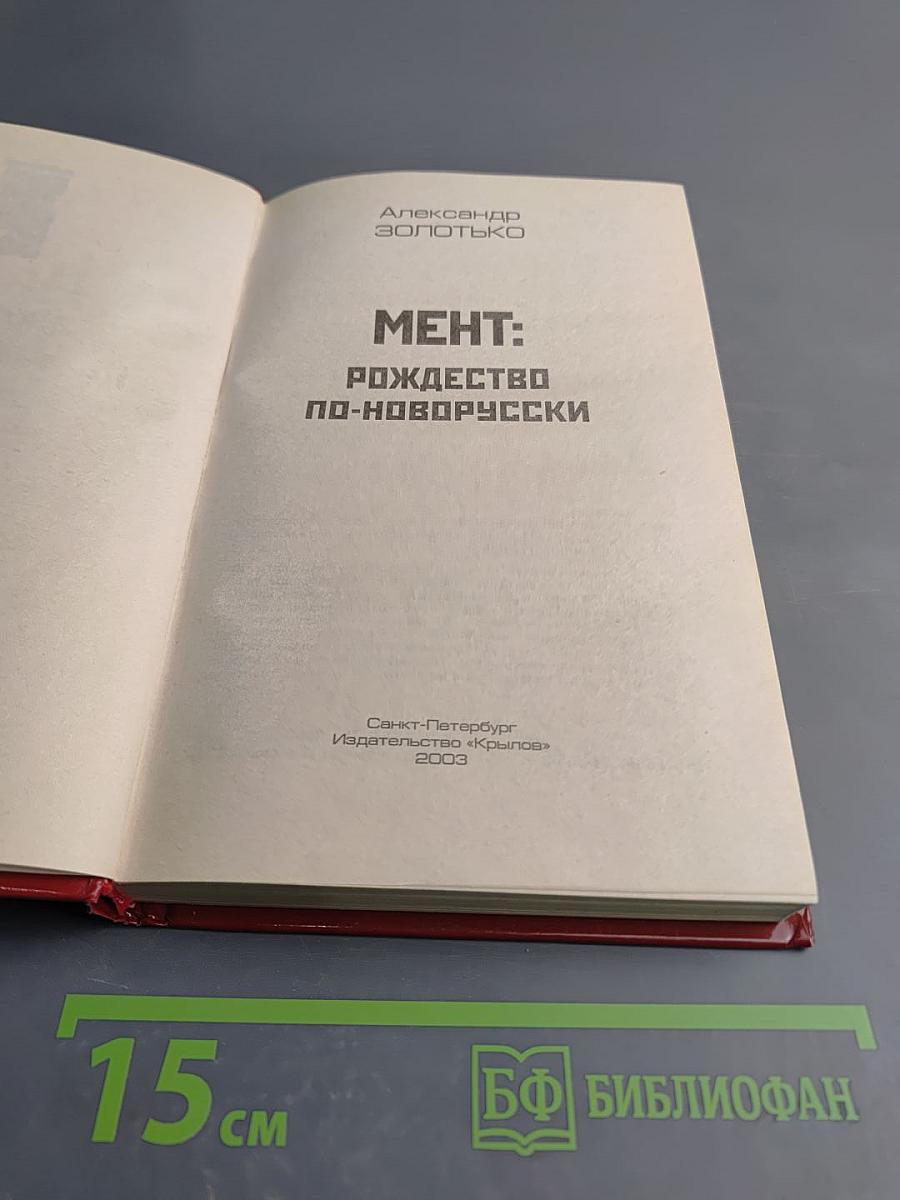 Александр
ЗОЛОТЬКО
МЕНТ:
РОЖДЕСТВО
ПО-НОВОРУССКИ
Санкт-Петербург
Издательство «Крылов»
2003
15 см
БФ БИБЛИОФАН